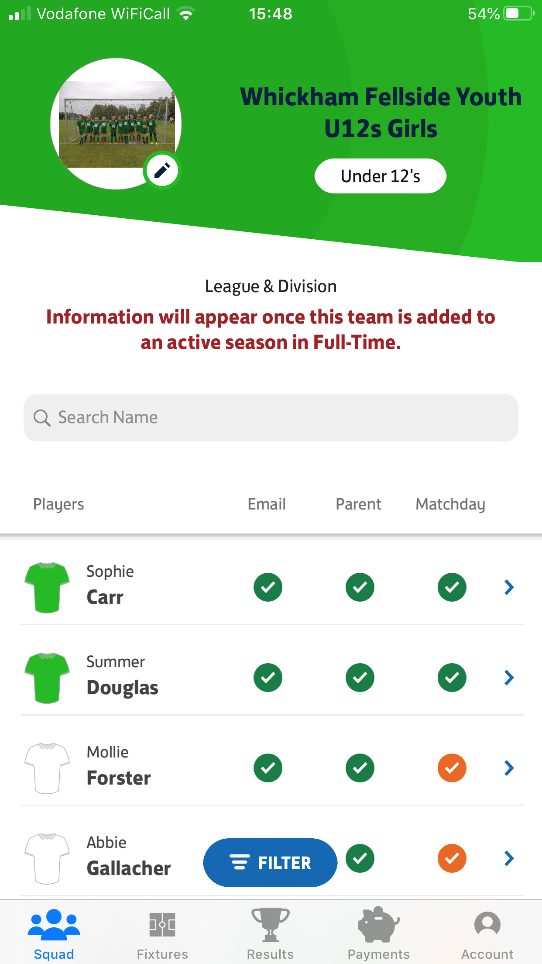 Vodafone WiFiCall 15:48 54%
Whickham Fellside Youth
U12s Girls
Under 12's
League & Division
Information will appear once this team is added to
an active season in Full-Time.
Search Name
Players Email Parent Matchday
Sophie
Carr
Summer
Douglas
Mollie
Forster
Abbie
Gallacher
FILTER
Squad Fixtures Results Payments Account